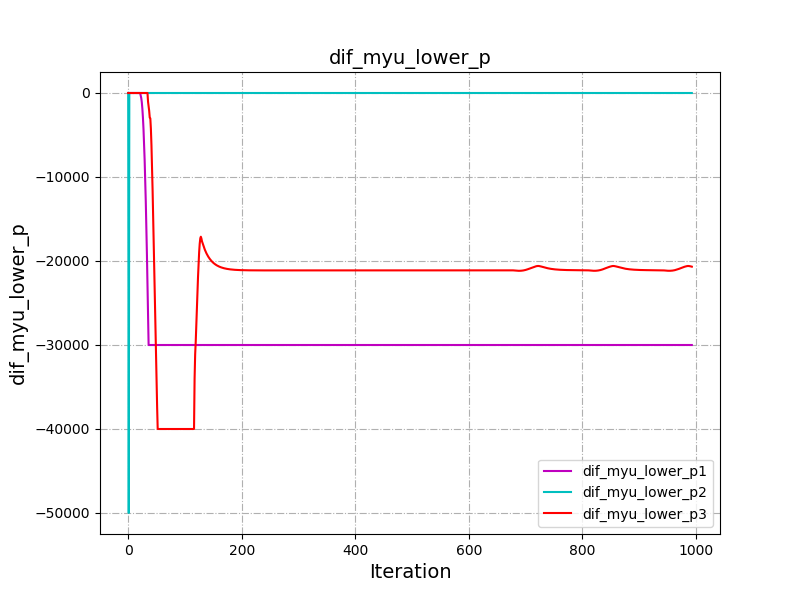 dif_myu_lower_p
dif_myu_lower_p
0
−10000
−20000
−30000
−40000
−50000
0
200
400
600
800
1000
Iteration
dif_myu_lower_p1
dif_myu_lower_p2
dif_myu_lower_p3